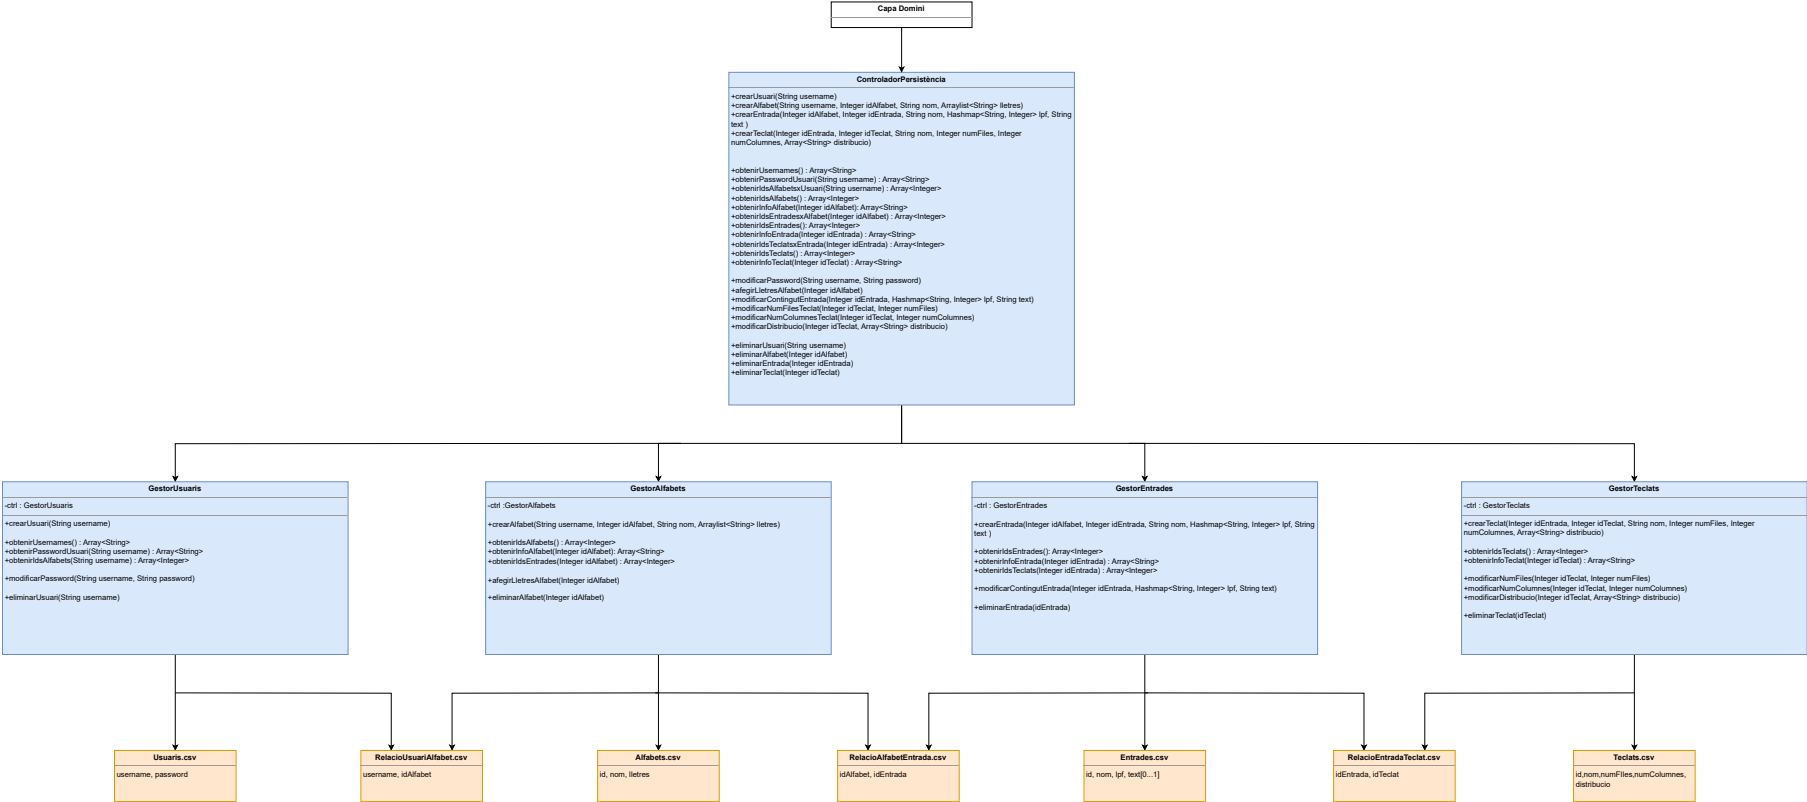 Capa Domini
ControladorPersistència
+crearUsuari(String username)
+crearAlfabet(String username, Integer idAlfabet, String nom, Arraylist<String> lletres)
+crearEntrada(Integer idAlfabet, Integer idEntrada, String nom, Hashmap<String, Integer> lpf, String
text )
+crearTeclat(Integer idEntrada, Integer idTeclat, String nom, Integer numFiles, Integer
numColumnes, Array<String> distribucio)
+obtenirUsernames() : Array<String>
+obtenirPasswordUsuari(String username) : Array<String>
+obtenirIdsAlfabetsxUsuari(String username) : Array<Integer>
+obtenirIdsAlfabets() : Array<Integer>
+obtenirInfoAlfabet(Integer idAlfabet): Array<String>
+obtenirIdsEntradesxAlfabet(Integer idAlfabet) : Array<Integer>
+obtenirIdsEntrades(): Array<Integer>
+obtenirInfoEntrada(Integer idEntrada) : Array<String>
+obtenirIdsTeclatsxEntrada(Integer idEntrada) : Array<Integer>
+obtenirIdsTeclats() : Array<Integer>
+obtenirInfoTeclat(Integer idTeclat) : Array<String>
+modificarPassword(String username, String password)
+afegirLletresAlfabet(Integer idAlfabet)
+modificarContingutEntrada(Integer idEntrada, Hashmap<String, Integer> lpf, String text)
+modificarNumFilesTeclat(Integer idTeclat, Integer numFiles)
+modificarNumColumnesTeclat(Integer idTeclat, Integer numColumnes)
+modificarDistribucio(Integer idTeclat, Array<String> distribucio)
+eliminarUsuari(String username)
+eliminarAlfabet(Integer idAlfabet)
+eliminarEntrada(Integer idEntrada)
+eliminarTeclat(Integer idTeclat)
GestorUsuaris
-ctrl : GestorUsuaris
+crearUsuari(String username)
+obtenirUsernames() : Array<String>
+obtenirPasswordUsuari(String username) : Array<String>
+obtenirIdsAlfabets(String username) : Array<Integer>
+modificarPassword(String username, String password)
+eliminarUsuari(String username)
GestorAlfabets
-ctrl :GestorAlfabets
+crearAlfabet(String username, Integer idAlfabet, String nom, Arraylist<String> lletres)
+obtenirIdsAlfabets() : Array<Integer>
+obtenirInfoAlfabet(Integer idAlfabet): Array<String>
+obtenirIdsEntrades(Integer idAlfabet) : Array<Integer>
+afegirLletresAlfabet(Integer idAlfabet)
+eliminarAlfabet(Integer idAlfabet)
GestorEntrades
-ctrl : GestorEntrades
+crearEntrada(Integer idAlfabet, Integer idEntrada, String nom, Hashmap<String, Integer> lpf, String
text )
+obtenirIdsEntrades(): Array<Integer>
+obtenirInfoEntrada(Integer idEntrada) : Array<String>
+obtenirIdsTeclats(Integer idEntrada) : Array<Integer>
+modificarContingutEntrada(Integer idEntrada, Hashmap<String, Integer> lpf, String text)
+eliminarEntrada(idEntrada)
GestorTeclats
-ctrl : GestorTeclats
+crearTeclat(Integer idEntrada, Integer idTeclat, String nom, Integer numFiles, Integer
numColumnes, Array<String> distribucio)
+obtenirIdsTeclats() : Array<Integer>
+obtenirInfoTeclat(Integer idTeclat) : Array<String>
+modificarNumFiles(Integer idTeclat, Integer numFiles)
+modificarNumColumnes(Integer idTeclat, Integer numColumnes)
+modificarDistribucio(Integer idTeclat, Array<String> distribucio)
+eliminarTeclat(idTeclat)
Usuaris.csv
username, password
RelacioUsuariAlfabet.csv
username, idAlfabet
Alfabets.csv
id, nom, lletres
RelacioAlfabetEntrada.csv
idAlfabet, idEntrada
Entrades.csv
id, nom, lpf, text[0...1]
RelacioEntradaTeclat.csv
idEntrada, idTeclat
Teclats.csv
id,nom,numFIles,numColumnes,
distribucio